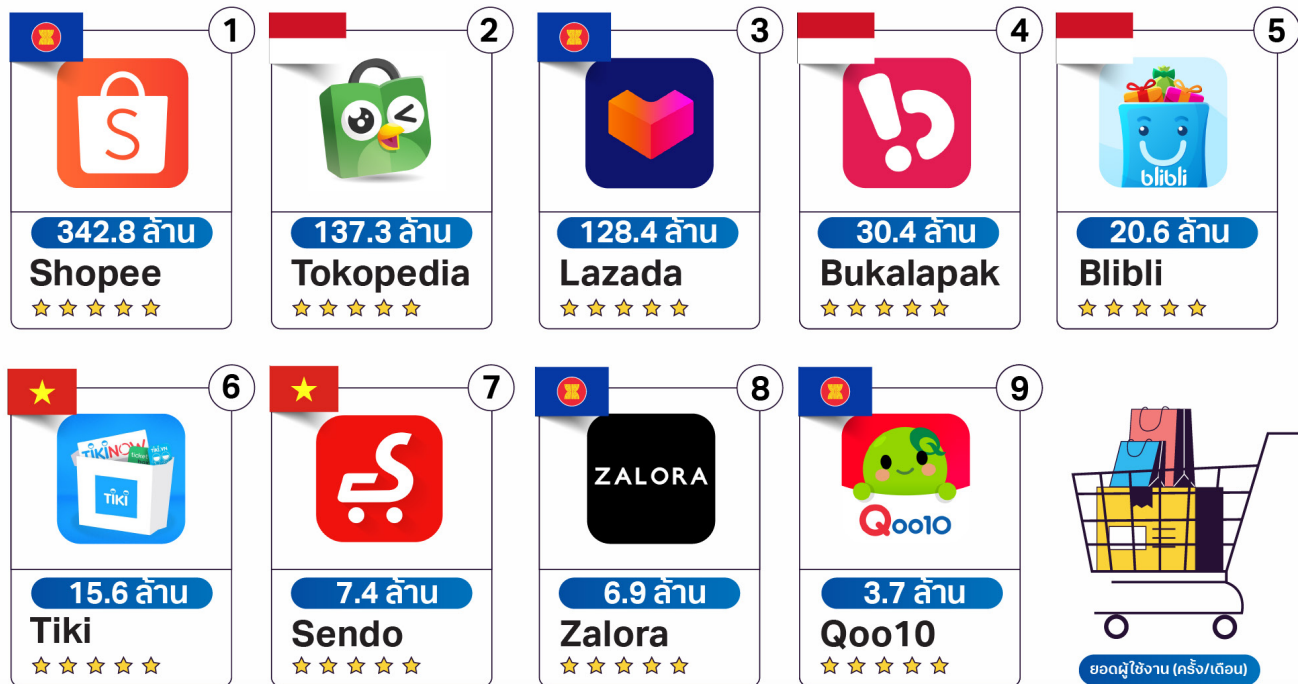 1
2
3
4
5
S
blibli
342.8 ล้าน
137.3 ล้าน
128.4 ล้าน
30.4 ล้าน
20.6 ล้าน
Shopee
Tokopedia
Lazada
Bukalapak
Blibli
6
7
8
9
TIKINOW
ticket
TIKI.VN
TIKI
S
ZALORA
Qoo10
15.6 ล้าน
7.4 ล้าน
6.9 ล้าน
3.7 ล้าน
Tiki
Sendo
Zalora
Qoo10
ยอดผู้ใช้งาน (ครั้ง/เดือน)